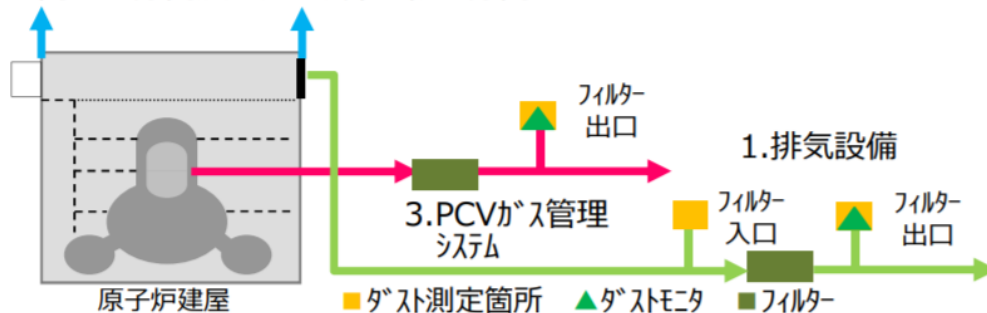 フィルター
出口
1.排気設備
3.PCVガス管理
システム
フィルター
入口
フィルター
出口
原子炉建屋
ダスト測定箇所
ダストモニタ
フィルター